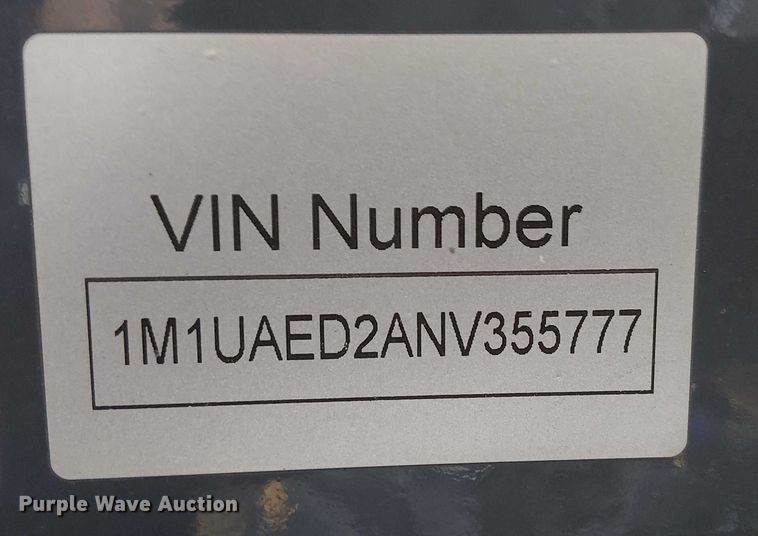 VIN Number
1M1UAED2ANV355777
Purple Wave Auction